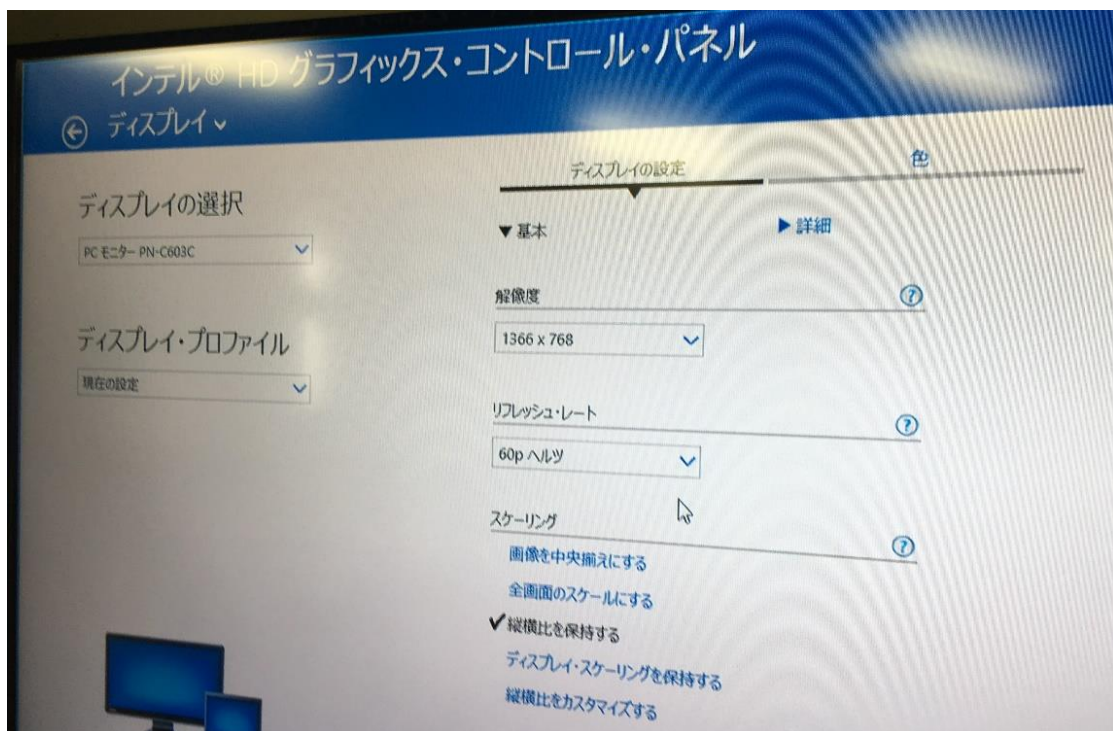 インテル® HD グラフィックス・コントロール・パネル
ディスプレイ
ディスプレイの選択
PC モニター PN-C603C
ディスプレイ・プロファイル
現在の設定
ディスプレイの設定
色
▼ 基本
▶ 詳細
解像度
?
1366 x 768
リフレッシュ・レート
?
60p ヘルツ
スケーリング
?
画像を中央揃えにする
全画面のスケールにする
✔ 縦横比を保持する
ディスプレイ・スケーリングを保持する
縦横比をカスタマイズする